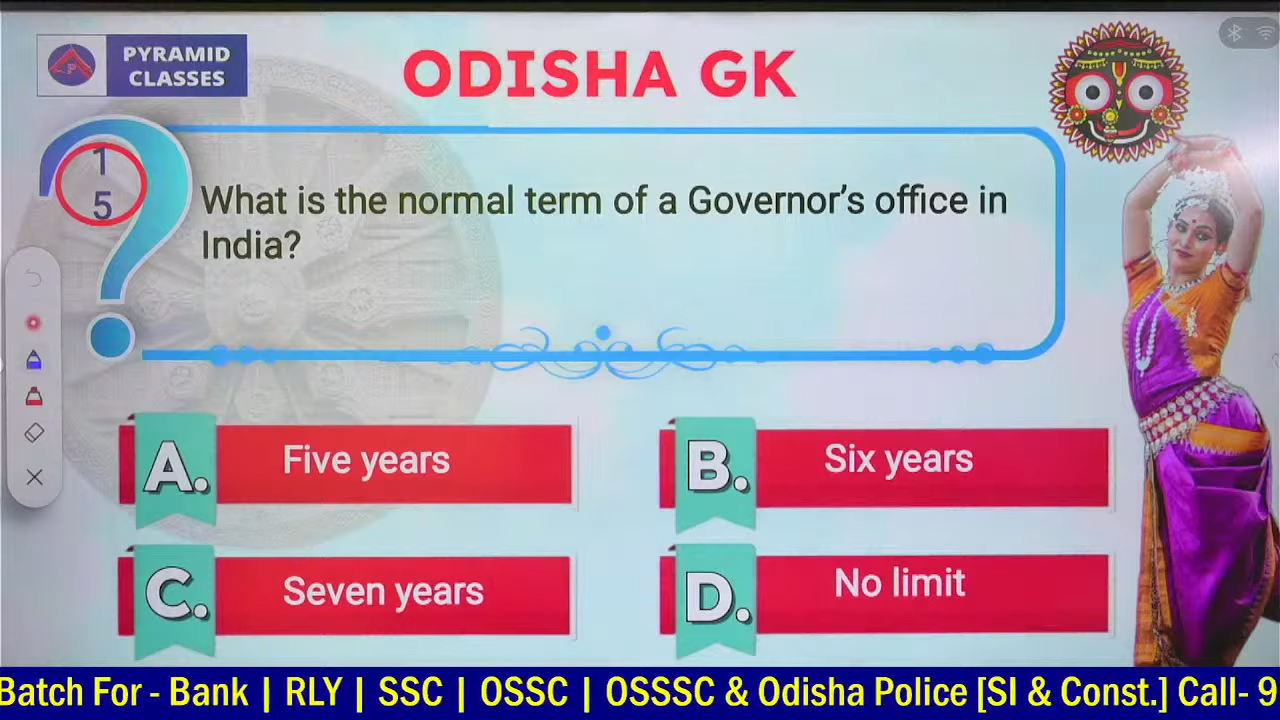 PYRAMID
CLASSES
P
ODISHA GK
1
5
What is the normal term of a Governor's office in
India?
A. Five years
B. Six years
C. Seven years
D. No limit
Batch For - Bank | RLY | SSC | OSSC | OSSSC & Odisha Police [SI & Const.] Call- 9